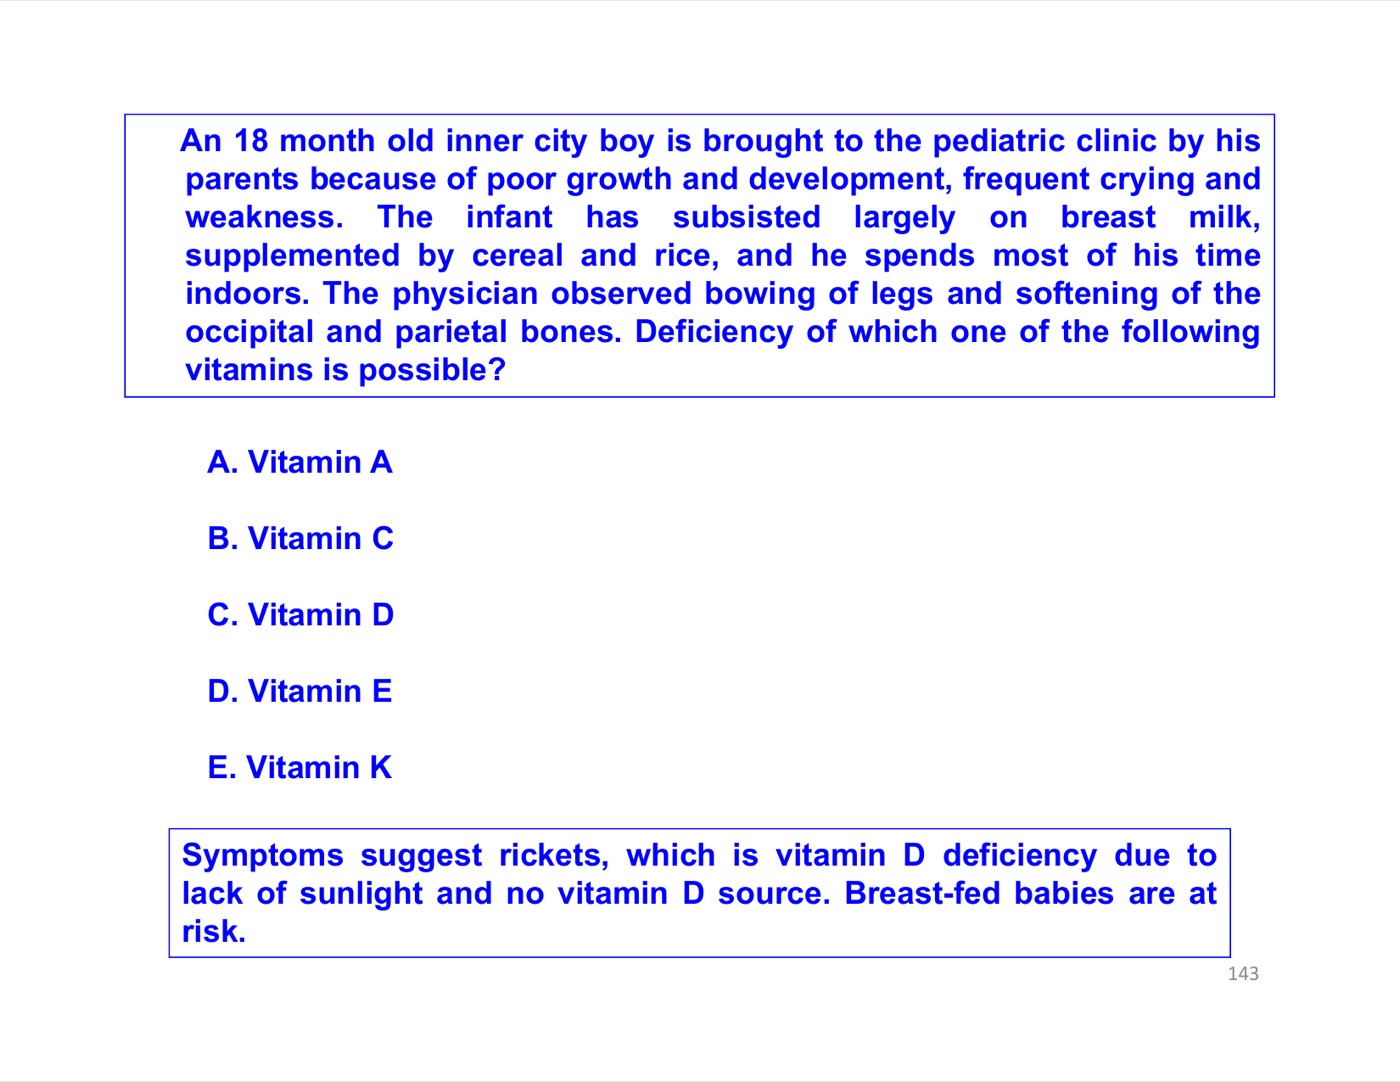 An 18 month old inner city boy is brought to the pediatric clinic by his
parents because of poor growth and development, frequent crying and
weakness. The infant has subsisted largely on breast milk,
supplemented by cereal and rice, and he spends most of his time
indoors. The physician observed bowing of legs and softening of the
occipital and parietal bones. Deficiency of which one of the following
vitamins is possible?
A. Vitamin A
B. Vitamin C
C. Vitamin D
D. Vitamin E
E. Vitamin K
Symptoms suggest rickets, which is vitamin D deficiency due to
lack of sunlight and no vitamin D source. Breast-fed babies are at
risk.
143